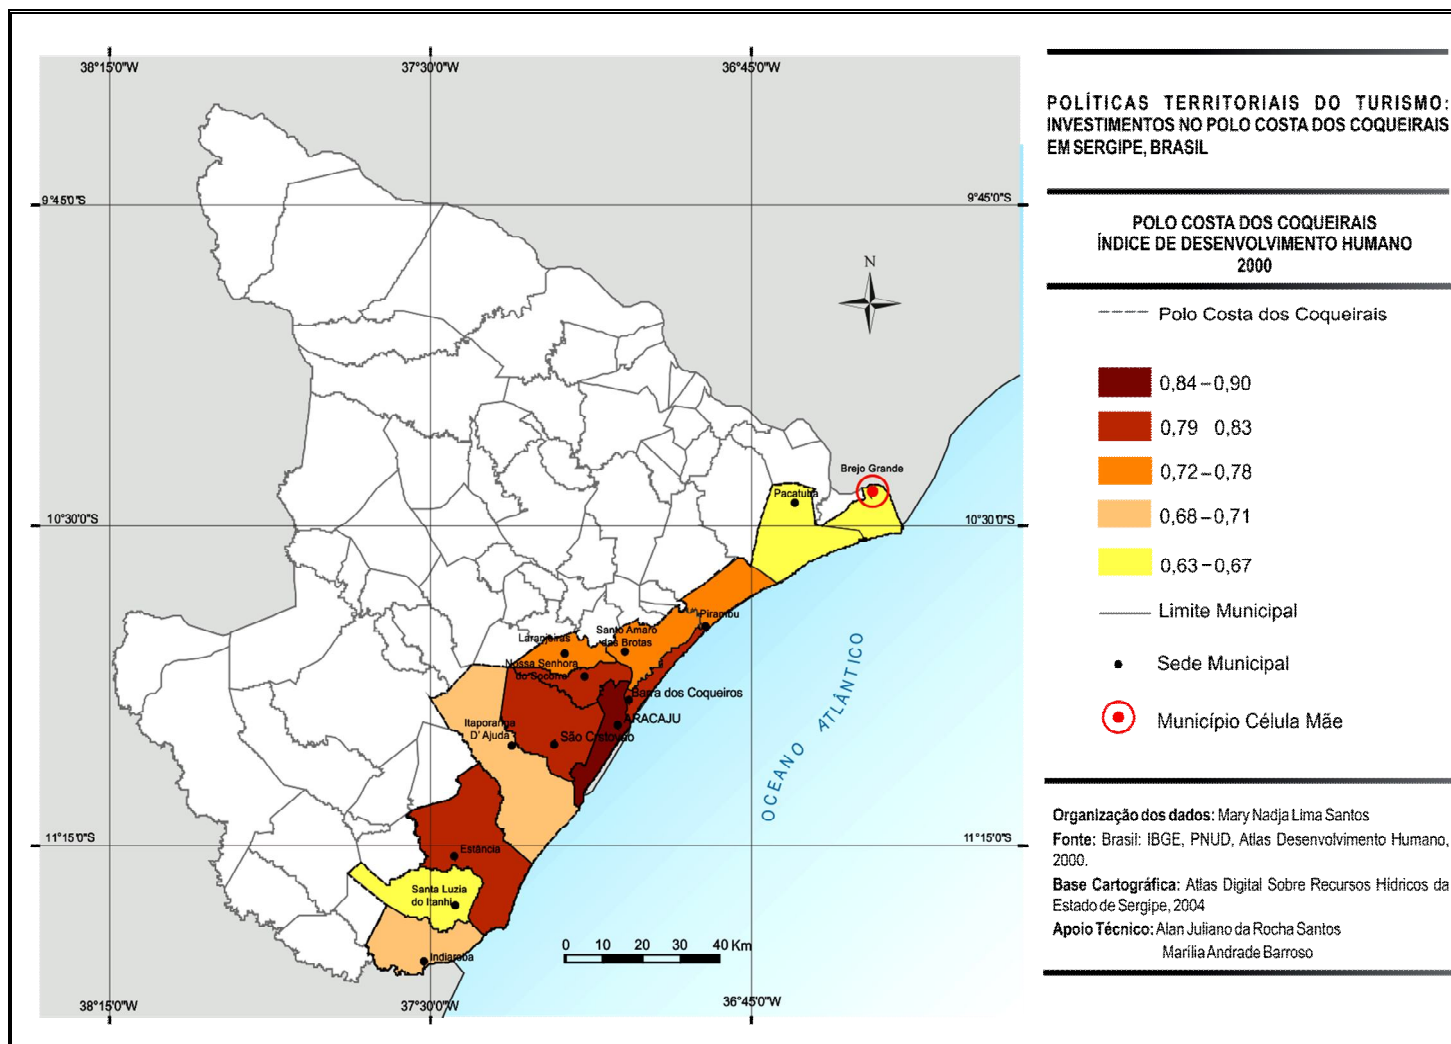 38°15'0"W
37°30'0"W
36°45'0"W
9°45'0"S
9°45'0"S
N
Brejo Grande
Pacatuba
10°30'0"S
10°30'0"S
Pirambu
Santo Amaro
das Brotas
Laranjeiras
Nossa Senhora
do Socorro
Barra dos Coqueiros
ARACAJU
Itaporanga
D' Ajuda
São Cristovão
OCEANO ATLÂNTICO
11°15'0"S
11°15'0"S
Estância
Santa Luzia
do Itanhi
Indiaroba
0 10 20 30 40 Km
38°15'0"W
37°30'0"W
36°45'0"W
POLÍTICAS TERRITORIAIS DO TURISMO:
INVESTIMENTOS NO POLO COSTA DOS COQUEIRAIS
EM SERGIPE, BRASIL
POLO COSTA DOS COQUEIRAIS
ÍNDICE DE DESENVOLVIMENTO HUMANO
2000
Polo Costa dos Coqueirais
0,84 – 0,90
0,79 0,83
0,72 – 0,78
0,68 – 0,71
0,63 – 0,67
Limite Municipal
Sede Municipal
Município Célula Mãe
Organização dos dados: Mary Nadja Lima Santos
Fonte: Brasil: IBGE, PNUD, Atlas Desenvolvimento Humano,
2000.
Base Cartográfica: Atlas Digital Sobre Recursos Hídricos da
Estado de Sergipe, 2004
Apoio Técnico: Alan Juliano da Rocha Santos
Marília Andrade Barroso